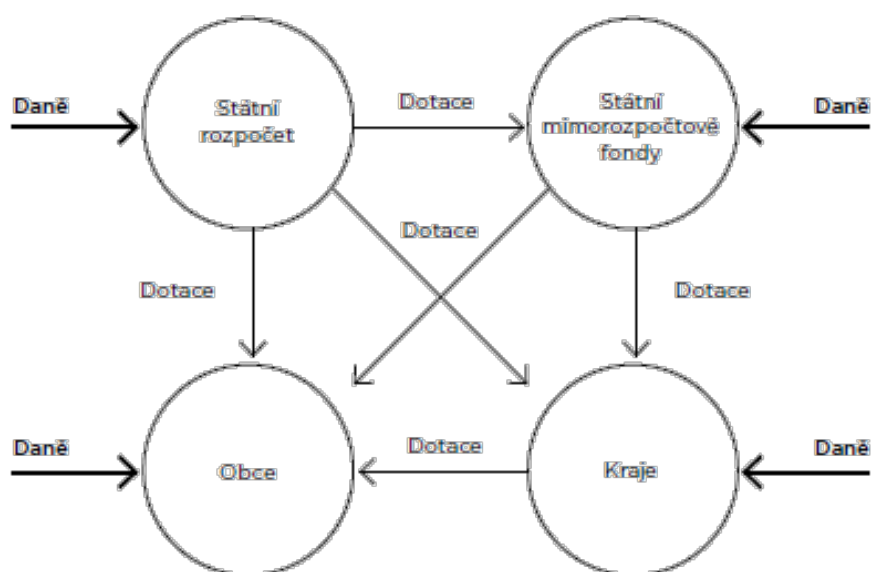 Daně
Státní
rozpočet
Dotace
Státní
mimorozpočtové
fondy
Daně
Dotace
Dotace
Dotace
Daně
Obce
Dotace
Kraje
Daně